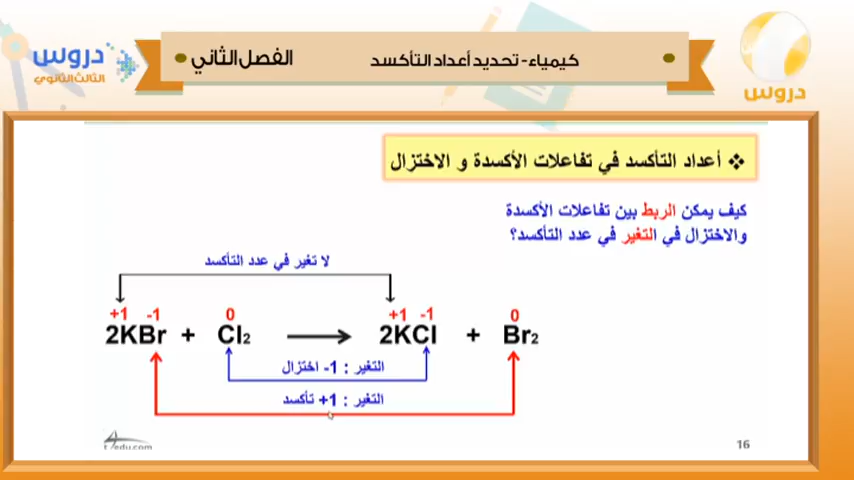 دروس
الثالث الثانوي
كيمياء- تحديد أعداد التأكسد
الفصل الثاني
دروس
❖ أعداد التأكسد في تفاعلات الأكسدة و الاختزال
كيف يمكن الربط بين تفاعلات الأكسدة
والاختزال في التغير في عدد التأكسد؟
لا تغير في عدد التأكسد
+1 -1 0 +1 -1 0
2KBr + Cl₂ ⟶ 2KCl + Br₂
التغير : 1- اختزال
التغير : 1+ تأكسد
16